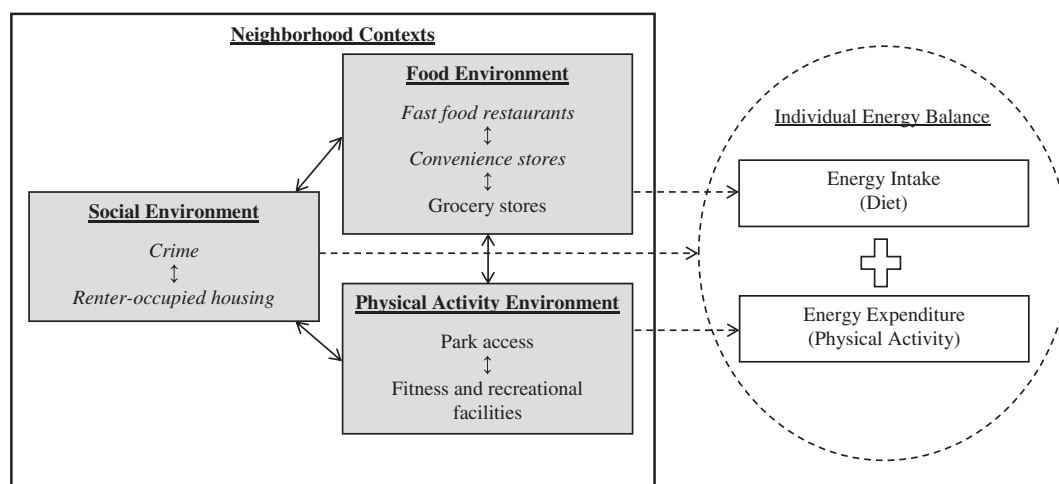 Neighborhood Contexts
Food Environment
Fast food restaurants
Convenience stores
Grocery stores
Social Environment
Crime
Renter-occupied housing
Physical Activity Environment
Park access
Fitness and recreational
facilities
Individual Energy Balance
Energy Intake
(Diet)
Energy Expenditure
(Physical Activity)